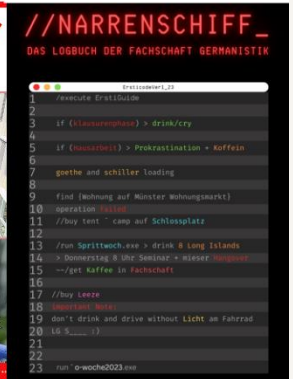 //NARRENSCHIFF_
DAS LOGBUCH DER FACHSCHAFT GERMANISTIK
ErsticodeVer1_23
1 /execute ErstiGuide
2
3 if (klausurenphase) > drink/cry
4
5 if (hausarbeit) > Prokrastination + Koffein
6
7 goethe and schiller loading
8
9 find {Wohnung auf Münster Wohnungsmarkt}
10 operation failed
11 //buy tent ~ camp auf Schlossplatz
12
13 /run Sprittwoch.exe > drink 8 Long Islands
14 > Donnerstag 8 Uhr Seminar + mieser Hangover
15 ~~/get Kaffee in Fachschaft
16
17 //buy Leeze
18 Important Note:
19 don't drink and drive without Licht am Fahrrad
20 LG S____ :)
21
22
23 run`o-woche2023.exe